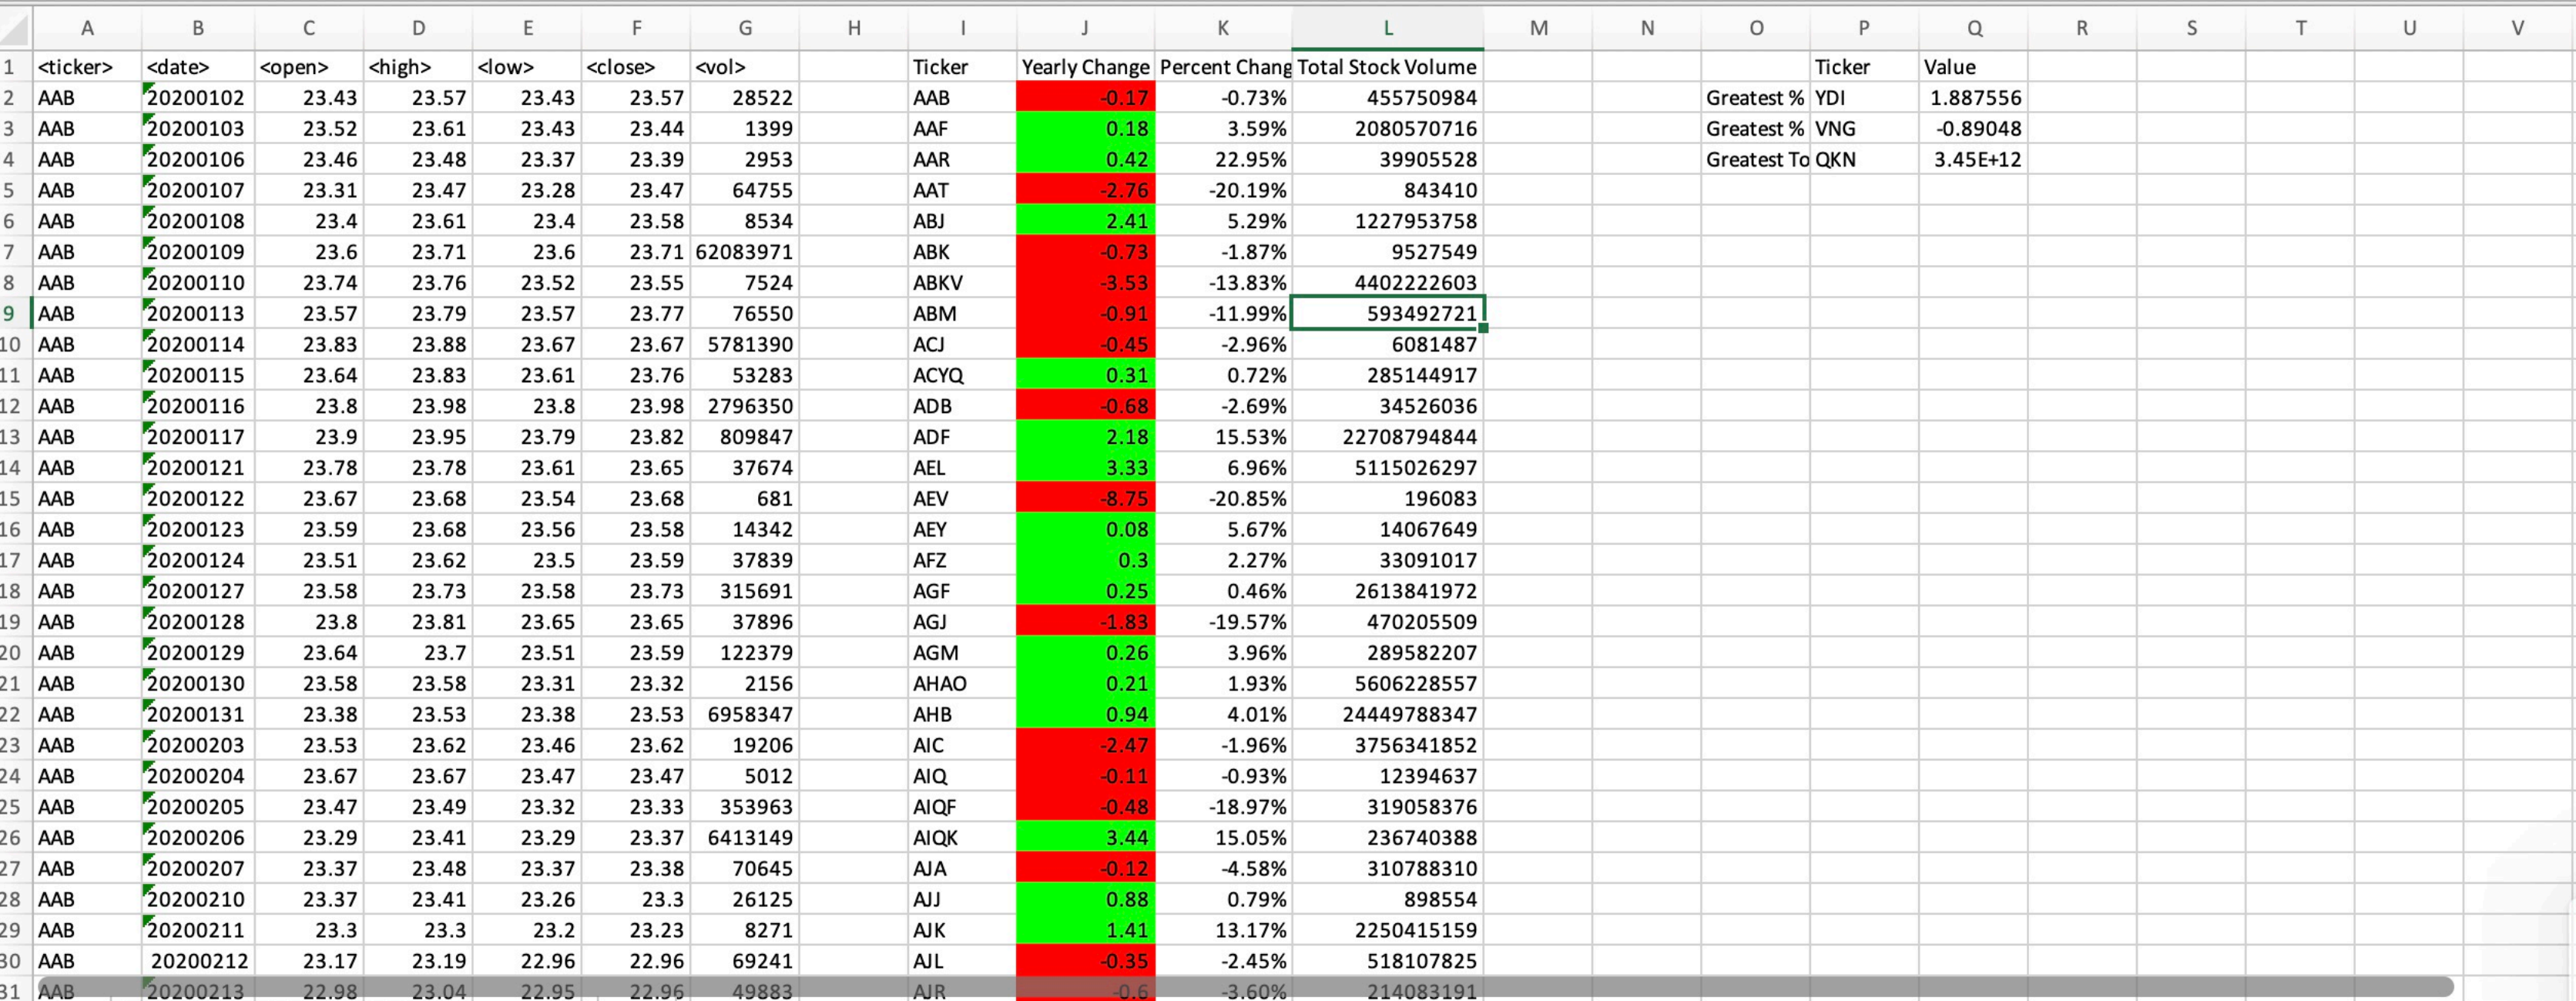 A B C D E F G H I J K L M N O P Q R S T U V
1 <ticker> <date> <open> <high> <low> <close> <vol> Ticker Yearly Change Percent Chang Total Stock Volume Ticker Value
2 AAB 20200102 23.43 23.57 23.43 23.57 28522 AAB -0.17 -0.73% 455750984 Greatest % YDI 1.887556
3 AAB 20200103 23.52 23.61 23.43 23.44 1399 AAF 0.18 3.59% 2080570716 Greatest % VNG -0.89048
4 AAB 20200106 23.46 23.48 23.37 23.39 2953 AAR 0.42 22.95% 39905528 Greatest To QKN 3.45E+12
5 AAB 20200107 23.31 23.47 23.28 23.47 64755 AAT -2.76 -20.19% 843410
6 AAB 20200108 23.4 23.61 23.4 23.58 8534 ABJ 2.41 5.29% 1227953758
7 AAB 20200109 23.6 23.71 23.6 23.71 62083971 ABK -0.73 -1.87% 9527549
8 AAB 20200110 23.74 23.76 23.52 23.55 7524 ABKV -3.53 -13.83% 4402222603
9 AAB 20200113 23.57 23.79 23.57 23.77 76550 ABM -0.91 -11.99% 593492721
10 AAB 20200114 23.83 23.88 23.67 23.67 5781390 ACJ -0.45 -2.96% 6081487
11 AAB 20200115 23.64 23.83 23.61 23.76 53283 ACYQ 0.31 0.72% 285144917
12 AAB 20200116 23.8 23.98 23.8 23.98 2796350 ADB -0.68 -2.69% 34526036
13 AAB 20200117 23.9 23.95 23.79 23.82 809847 ADF 2.18 15.53% 22708794844
14 AAB 20200121 23.78 23.78 23.61 23.65 37674 AEL 3.33 6.96% 5115026297
15 AAB 20200122 23.67 23.68 23.54 23.68 681 AEV -8.75 -20.85% 196083
16 AAB 20200123 23.59 23.68 23.56 23.58 14342 AEY 0.08 5.67% 14067649
17 AAB 20200124 23.51 23.62 23.5 23.59 37839 AFZ 0.3 2.27% 33091017
18 AAB 20200127 23.58 23.73 23.58 23.73 315691 AGF 0.25 0.46% 2613841972
19 AAB 20200128 23.8 23.81 23.65 23.65 37896 AGJ -1.83 -19.57% 470205509
20 AAB 20200129 23.64 23.7 23.51 23.59 122379 AGM 0.26 3.96% 289582207
21 AAB 20200130 23.58 23.58 23.31 23.32 2156 AHAO 0.21 1.93% 5606228557
22 AAB 20200131 23.38 23.53 23.38 23.53 6958347 AHB 0.94 4.01% 24449788347
23 AAB 20200203 23.53 23.62 23.46 23.62 19206 AIC -2.47 -1.96% 3756341852
24 AAB 20200204 23.67 23.67 23.47 23.47 5012 AIQ -0.11 -0.93% 12394637
25 AAB 20200205 23.47 23.49 23.32 23.33 353963 AIQF -0.48 -18.97% 319058376
26 AAB 20200206 23.29 23.41 23.29 23.37 6413149 AIQK 3.44 15.05% 236740388
27 AAB 20200207 23.37 23.48 23.37 23.38 70645 AJA -0.12 -4.58% 310788310
28 AAB 20200210 23.37 23.41 23.26 23.3 26125 AJJ 0.88 0.79% 898554
29 AAB 20200211 23.3 23.3 23.2 23.23 8271 AJK 1.41 13.17% 2250415159
30 AAB 20200212 23.17 23.19 22.96 22.96 69241 AJL -0.35 -2.45% 518107825
31 AAB 20200213 22.98 23.04 22.95 22.96 49883 AJR -0.6 -3.60% 214083191